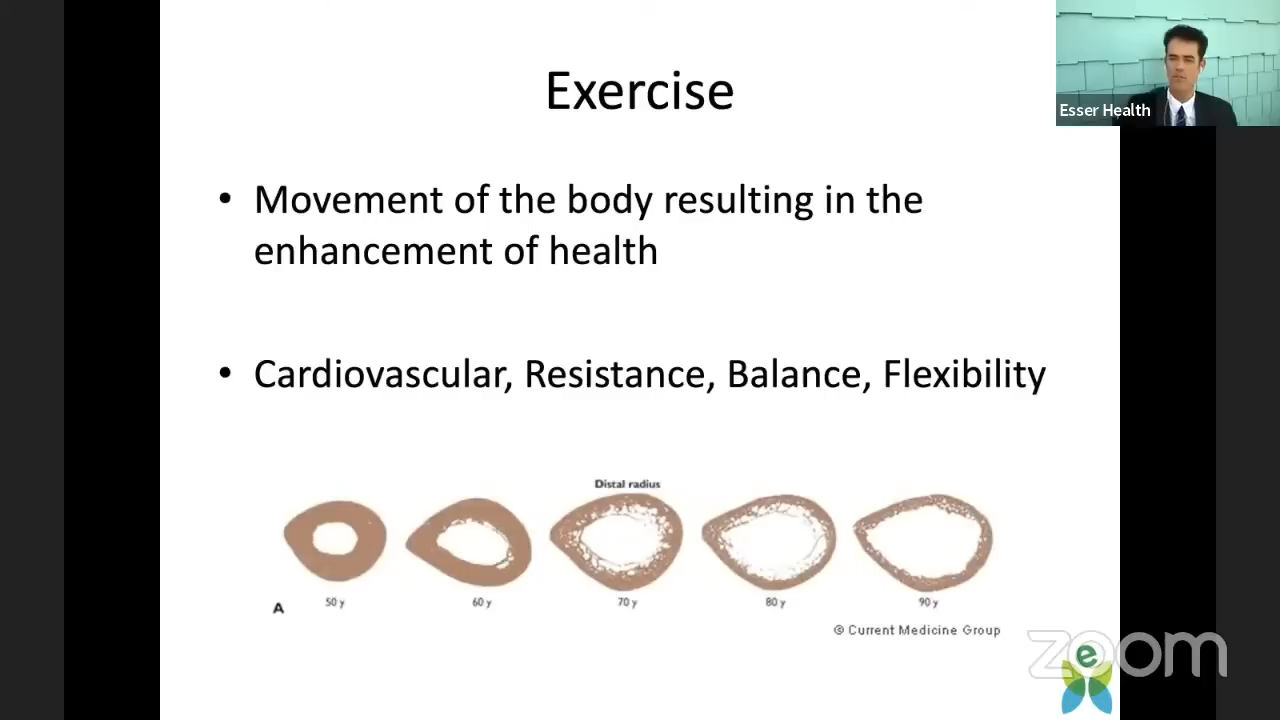 Exercise
Esser Health
• Movement of the body resulting in the
enhancement of health
• Cardiovascular, Resistance, Balance, Flexibility
Distal radius
A
50 y
60 y
70 y
80 y
90 y
© Current Medicine Group
zoom
e